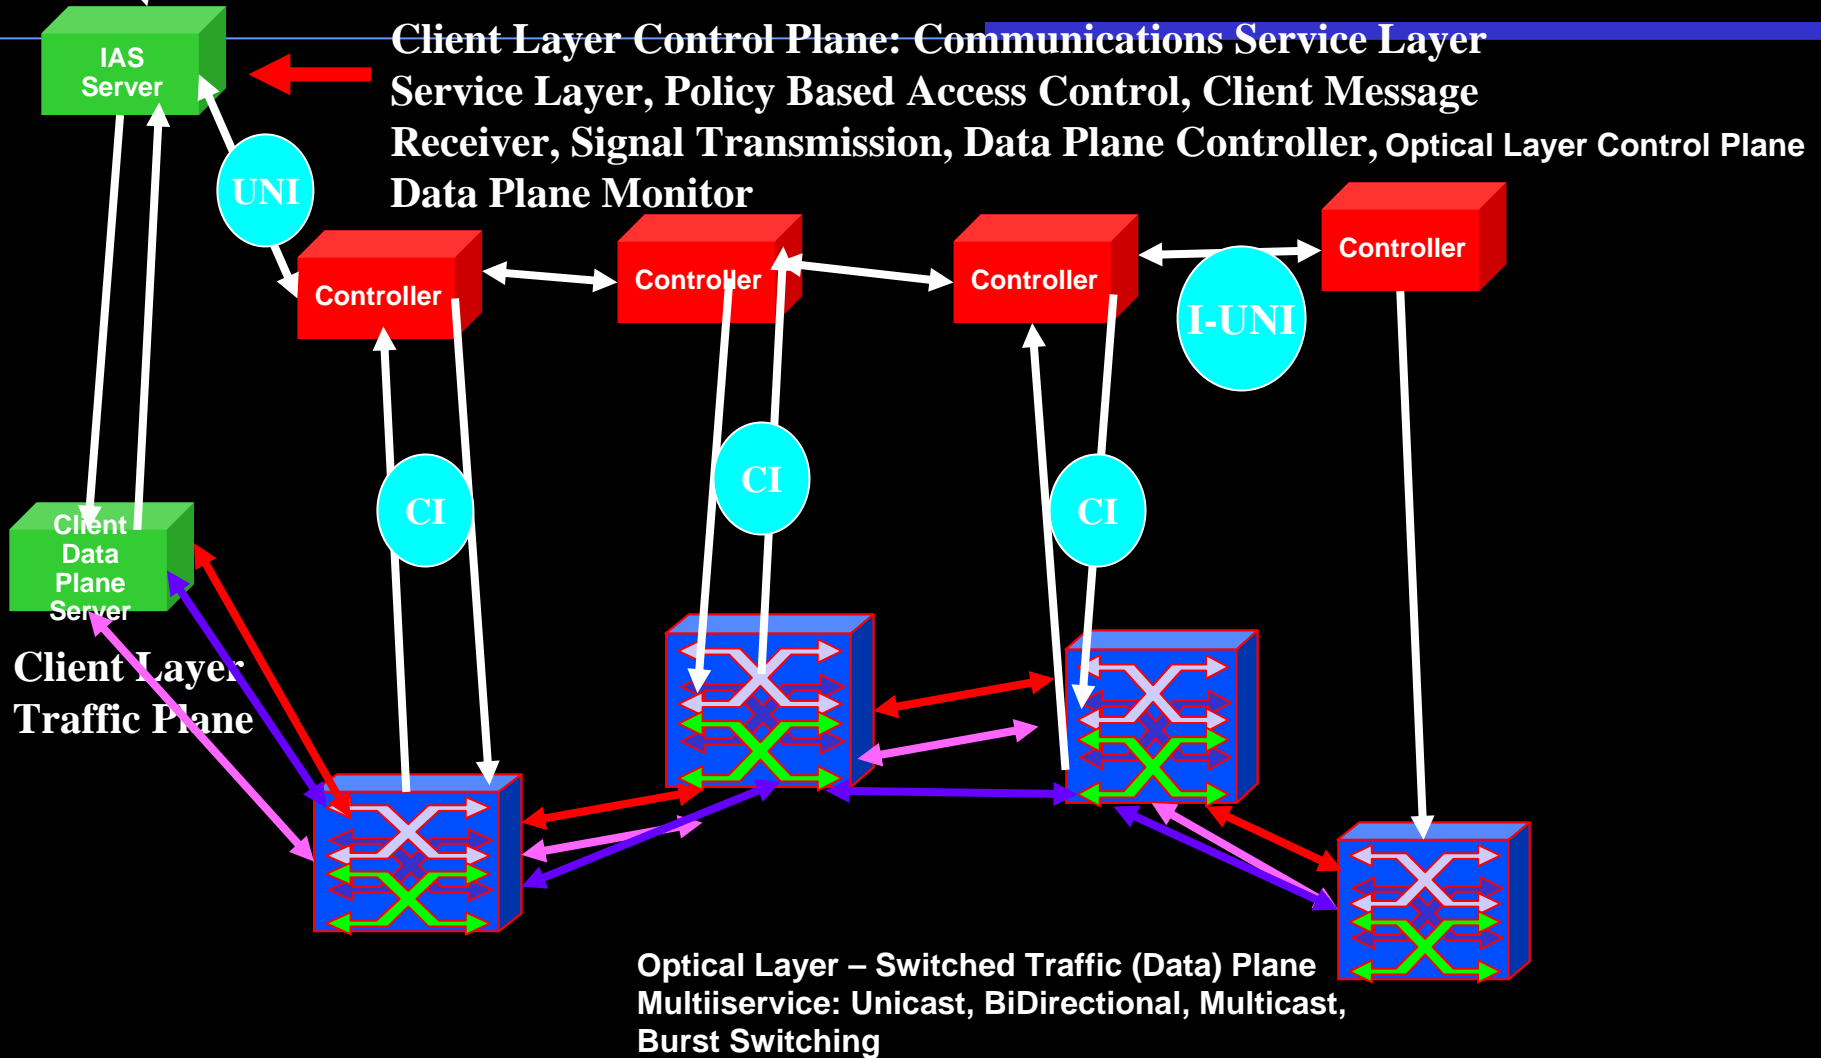 IAS
Server
Client Layer Control Plane: Communications Service Layer
Service Layer, Policy Based Access Control, Client Message
Receiver, Signal Transmission, Data Plane Controller, Optical Layer Control Plane
Data Plane Monitor
UNI
Controller
Controller
Controller
Controller
I-UNI
CI
CI
CI
Client
Data
Plane
Server
Client Layer
Traffic Plane
Optical Layer – Switched Traffic (Data) Plane
Multiiservice: Unicast, BiDirectional, Multicast,
Burst Switching